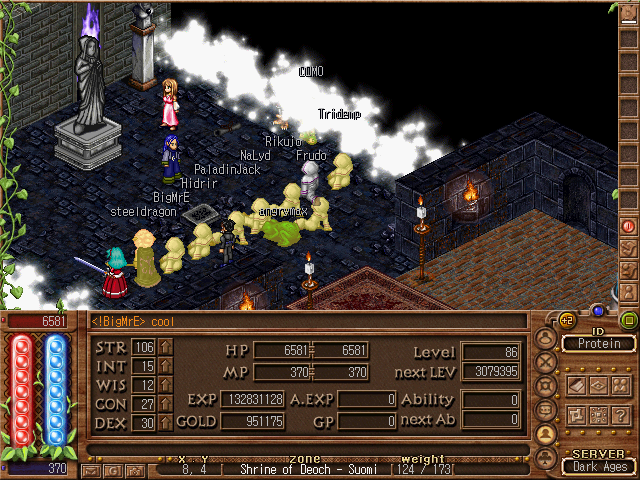 COMO
Tridenp
Rikujo
NaLyd Frudo
PaladinJack
Hidrir
BigMrE
steeldragon angrymax
6581 <!BigMrE> cool +2
ID
Protein
STR 106 HP 6581 6581 Level 86
INT 15 MP 370 370 next LEV 3079395
WIS 12
CON 27 EXP 132831128 A.EXP 0 Ability 0
DEX 30 GOLD 951175 GP 0 next Ab 0
x, y zone weight SERVER
370 8, 4 [ Shrine of Deoch - Suomi [124 / 173[ Dark Ages